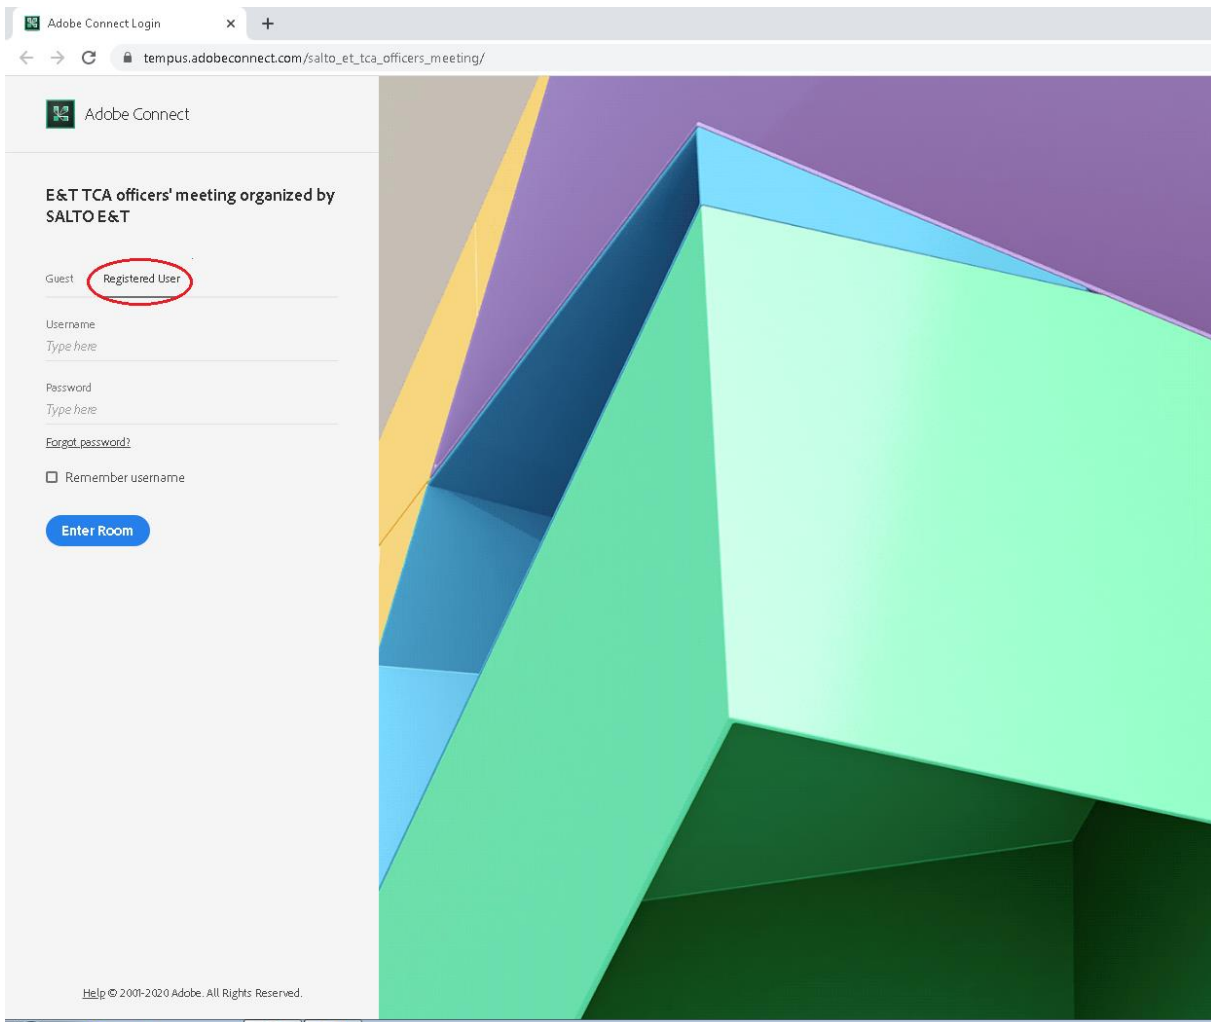 Adobe Connect Login
tempus.adobeconnect.com/salto_et_tca_officers_meeting/
Adobe Connect
E&T TCA officers' meeting organized by
SALTO E&T
Guest Registered User
Username
Type here
Password
Type here
Forgot password?
Remember username
Enter Room
Help © 2001-2020 Adobe. All Rights Reserved.